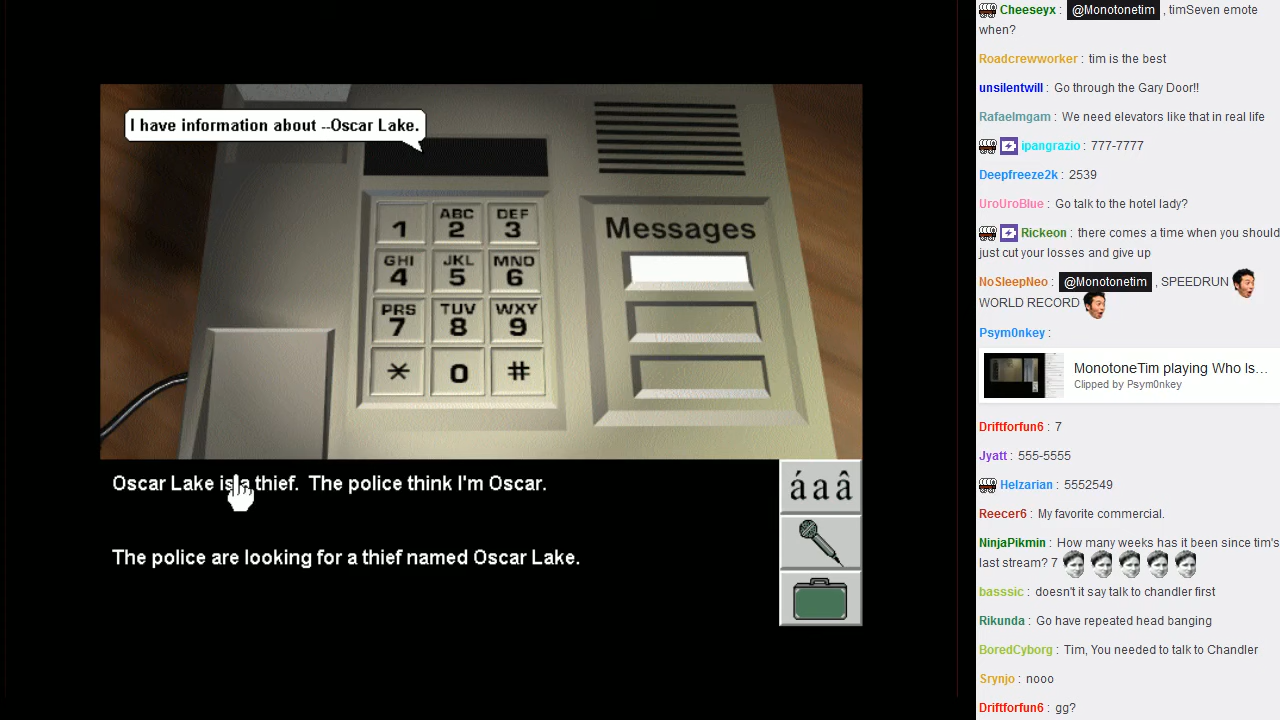 I have information about --Oscar Lake.
1
ABC
2
DEF
3
GHI
4
JKL
5
MNO
6
PRS
7
TUV
8
WXY
9
*
0
#
Messages
Oscar Lake is a thief.  The police think I'm Oscar.
The police are looking for a thief named Oscar Lake.
á a â
Cheeseyx : @Monotonetim , timSeven emote
when?
Roadcrewworker : tim is the best
unsilentwill : Go through the Gary Door!!
Rafaelmgam : We need elevators like that in real life
ipangrazio : 777-7777
Deepfreeze2k : 2539
UroUroBlue : Go talk to the hotel lady?
Rickeon : there comes a time when you should
just cut your losses and give up
NoSleepNeo : @Monotonetim , SPEEDRUN
WORLD RECORD
Psym0nkey :
MonotoneTim playing Who Is...
Clipped by Psym0nkey
Driftforfun6 : 7
Jyatt : 555-5555
Helzarian : 5552549
Reecer6 : My favorite commercial.
NinjaPikmin : How many weeks has it been since tim's
last stream? 7
basssic : doesn't it say talk to chandler first
Rikunda : Go have repeated head banging
BoredCyborg : Tim, You needed to talk to Chandler
Srynjo : nooo
Driftforfun6 : gg?